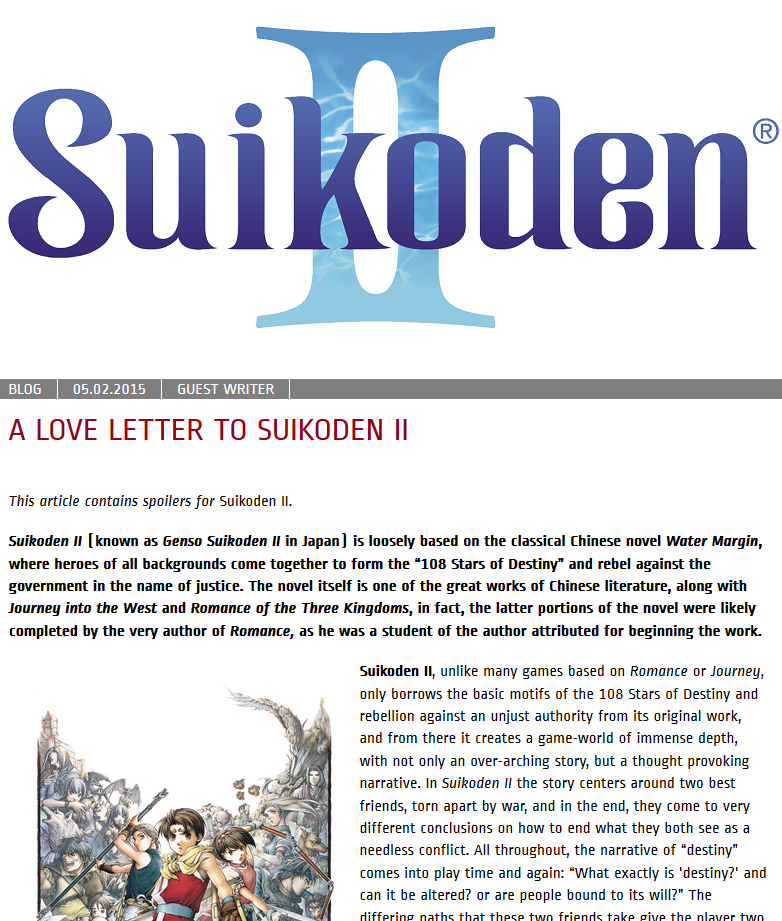 Suikoden II®
BLOG 05.02.2015 GUEST WRITER
A LOVE LETTER TO SUIKODEN II
This article contains spoilers for Suikoden II.
Suikoden II (known as Genso Suikoden II in Japan) is loosely based on the classical Chinese novel Water Margin,
where heroes of all backgrounds come together to form the “108 Stars of Destiny” and rebel against the
government in the name of justice. The novel itself is one of the great works of Chinese literature, along with
Journey into the West and Romance of the Three Kingdoms, in fact, the latter portions of the novel were likely
completed by the very author of Romance, as he was a student of the author attributed for beginning the work.
Suikoden II, unlike many games based on Romance or Journey,
only borrows the basic motifs of the 108 Stars of Destiny and
rebellion against an unjust authority from its original work,
and from there it creates a game-world of immense depth,
with not only an over-arching story, but a thought provoking
narrative. In Suikoden II the story centers around two best
friends, torn apart by war, and in the end, they come to very
different conclusions on how to end what they both see as a
needless conflict. All throughout, the narrative of “destiny”
comes into play time and again: “What exactly is 'destiny?' and
can it be altered? or are people bound to its will?” The
differing paths that these two friends take give the player two